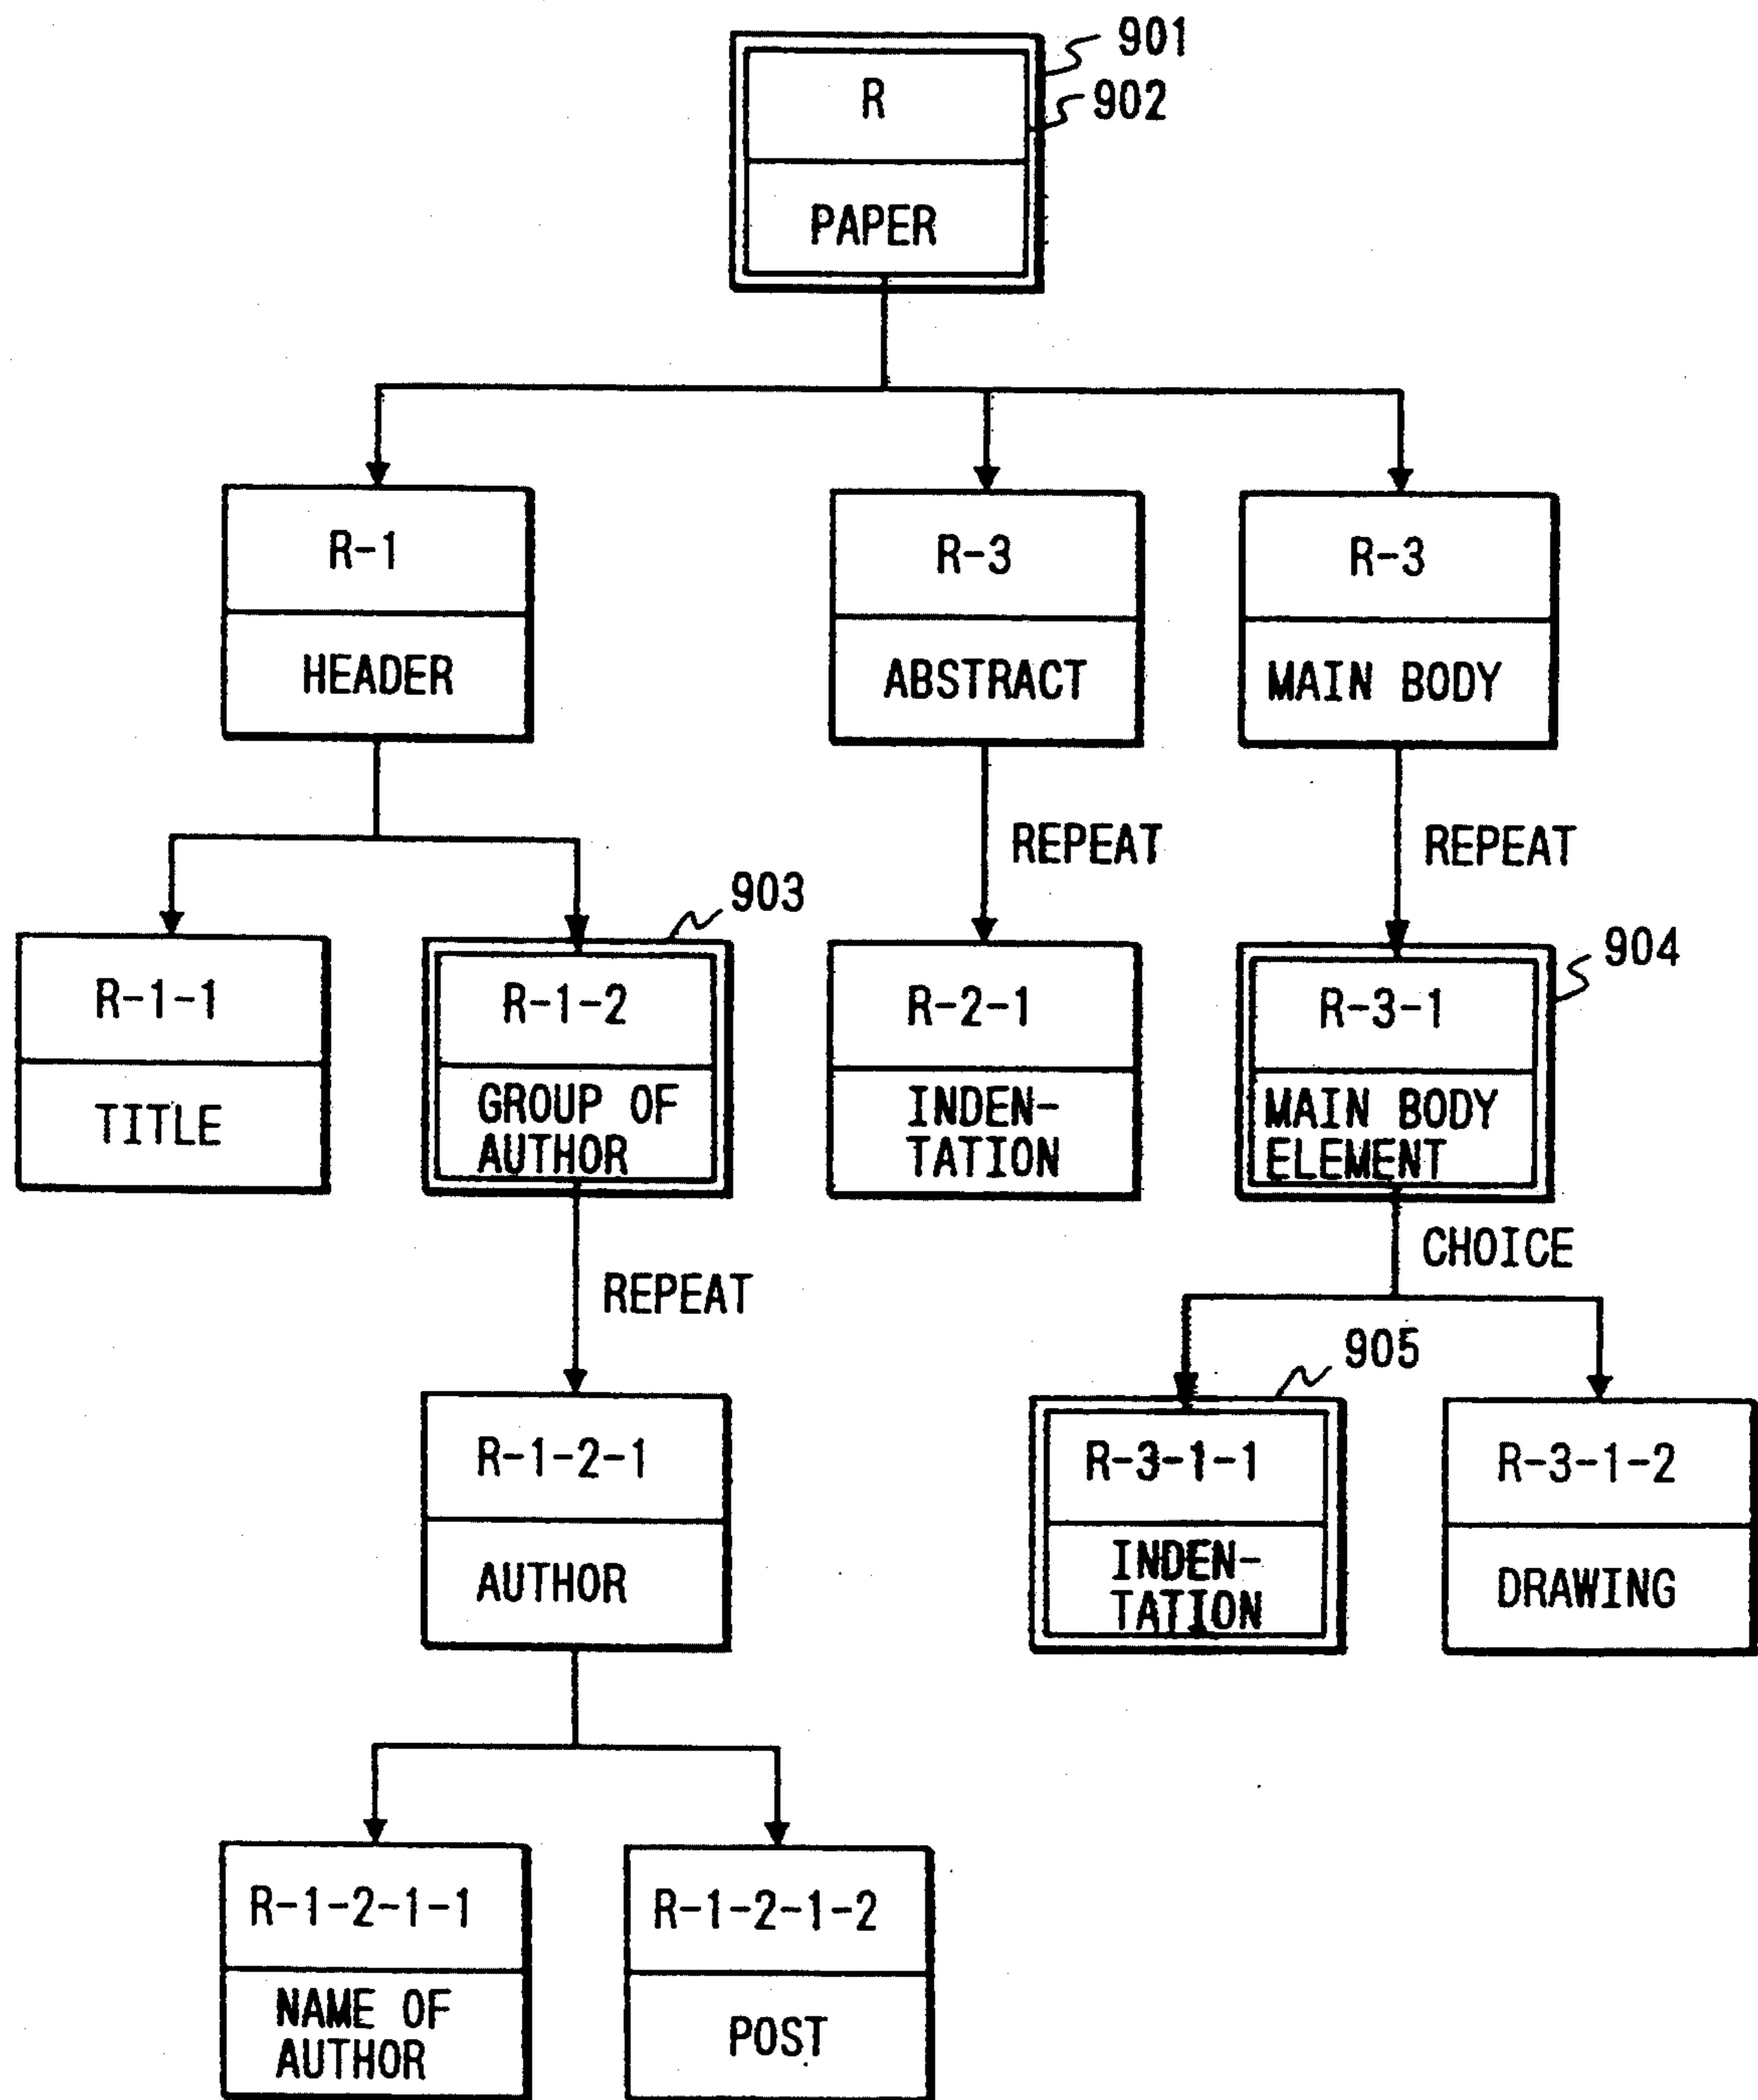 901
R
902
PAPER
R-1
HEADER
R-3
ABSTRACT
R-3
MAIN BODY
REPEAT
REPEAT
903
904
R-1-1
TITLE
R-1-2
GROUP OF
AUTHOR
R-2-1
INDEN-
TATION
R-3-1
MAIN BODY
ELEMENT
CHOICE
REPEAT
905
R-1-2-1
AUTHOR
R-3-1-1
INDEN-
TATION
R-3-1-2
DRAWING
R-1-2-1-1
NAME OF
AUTHOR
R-1-2-1-2
POST